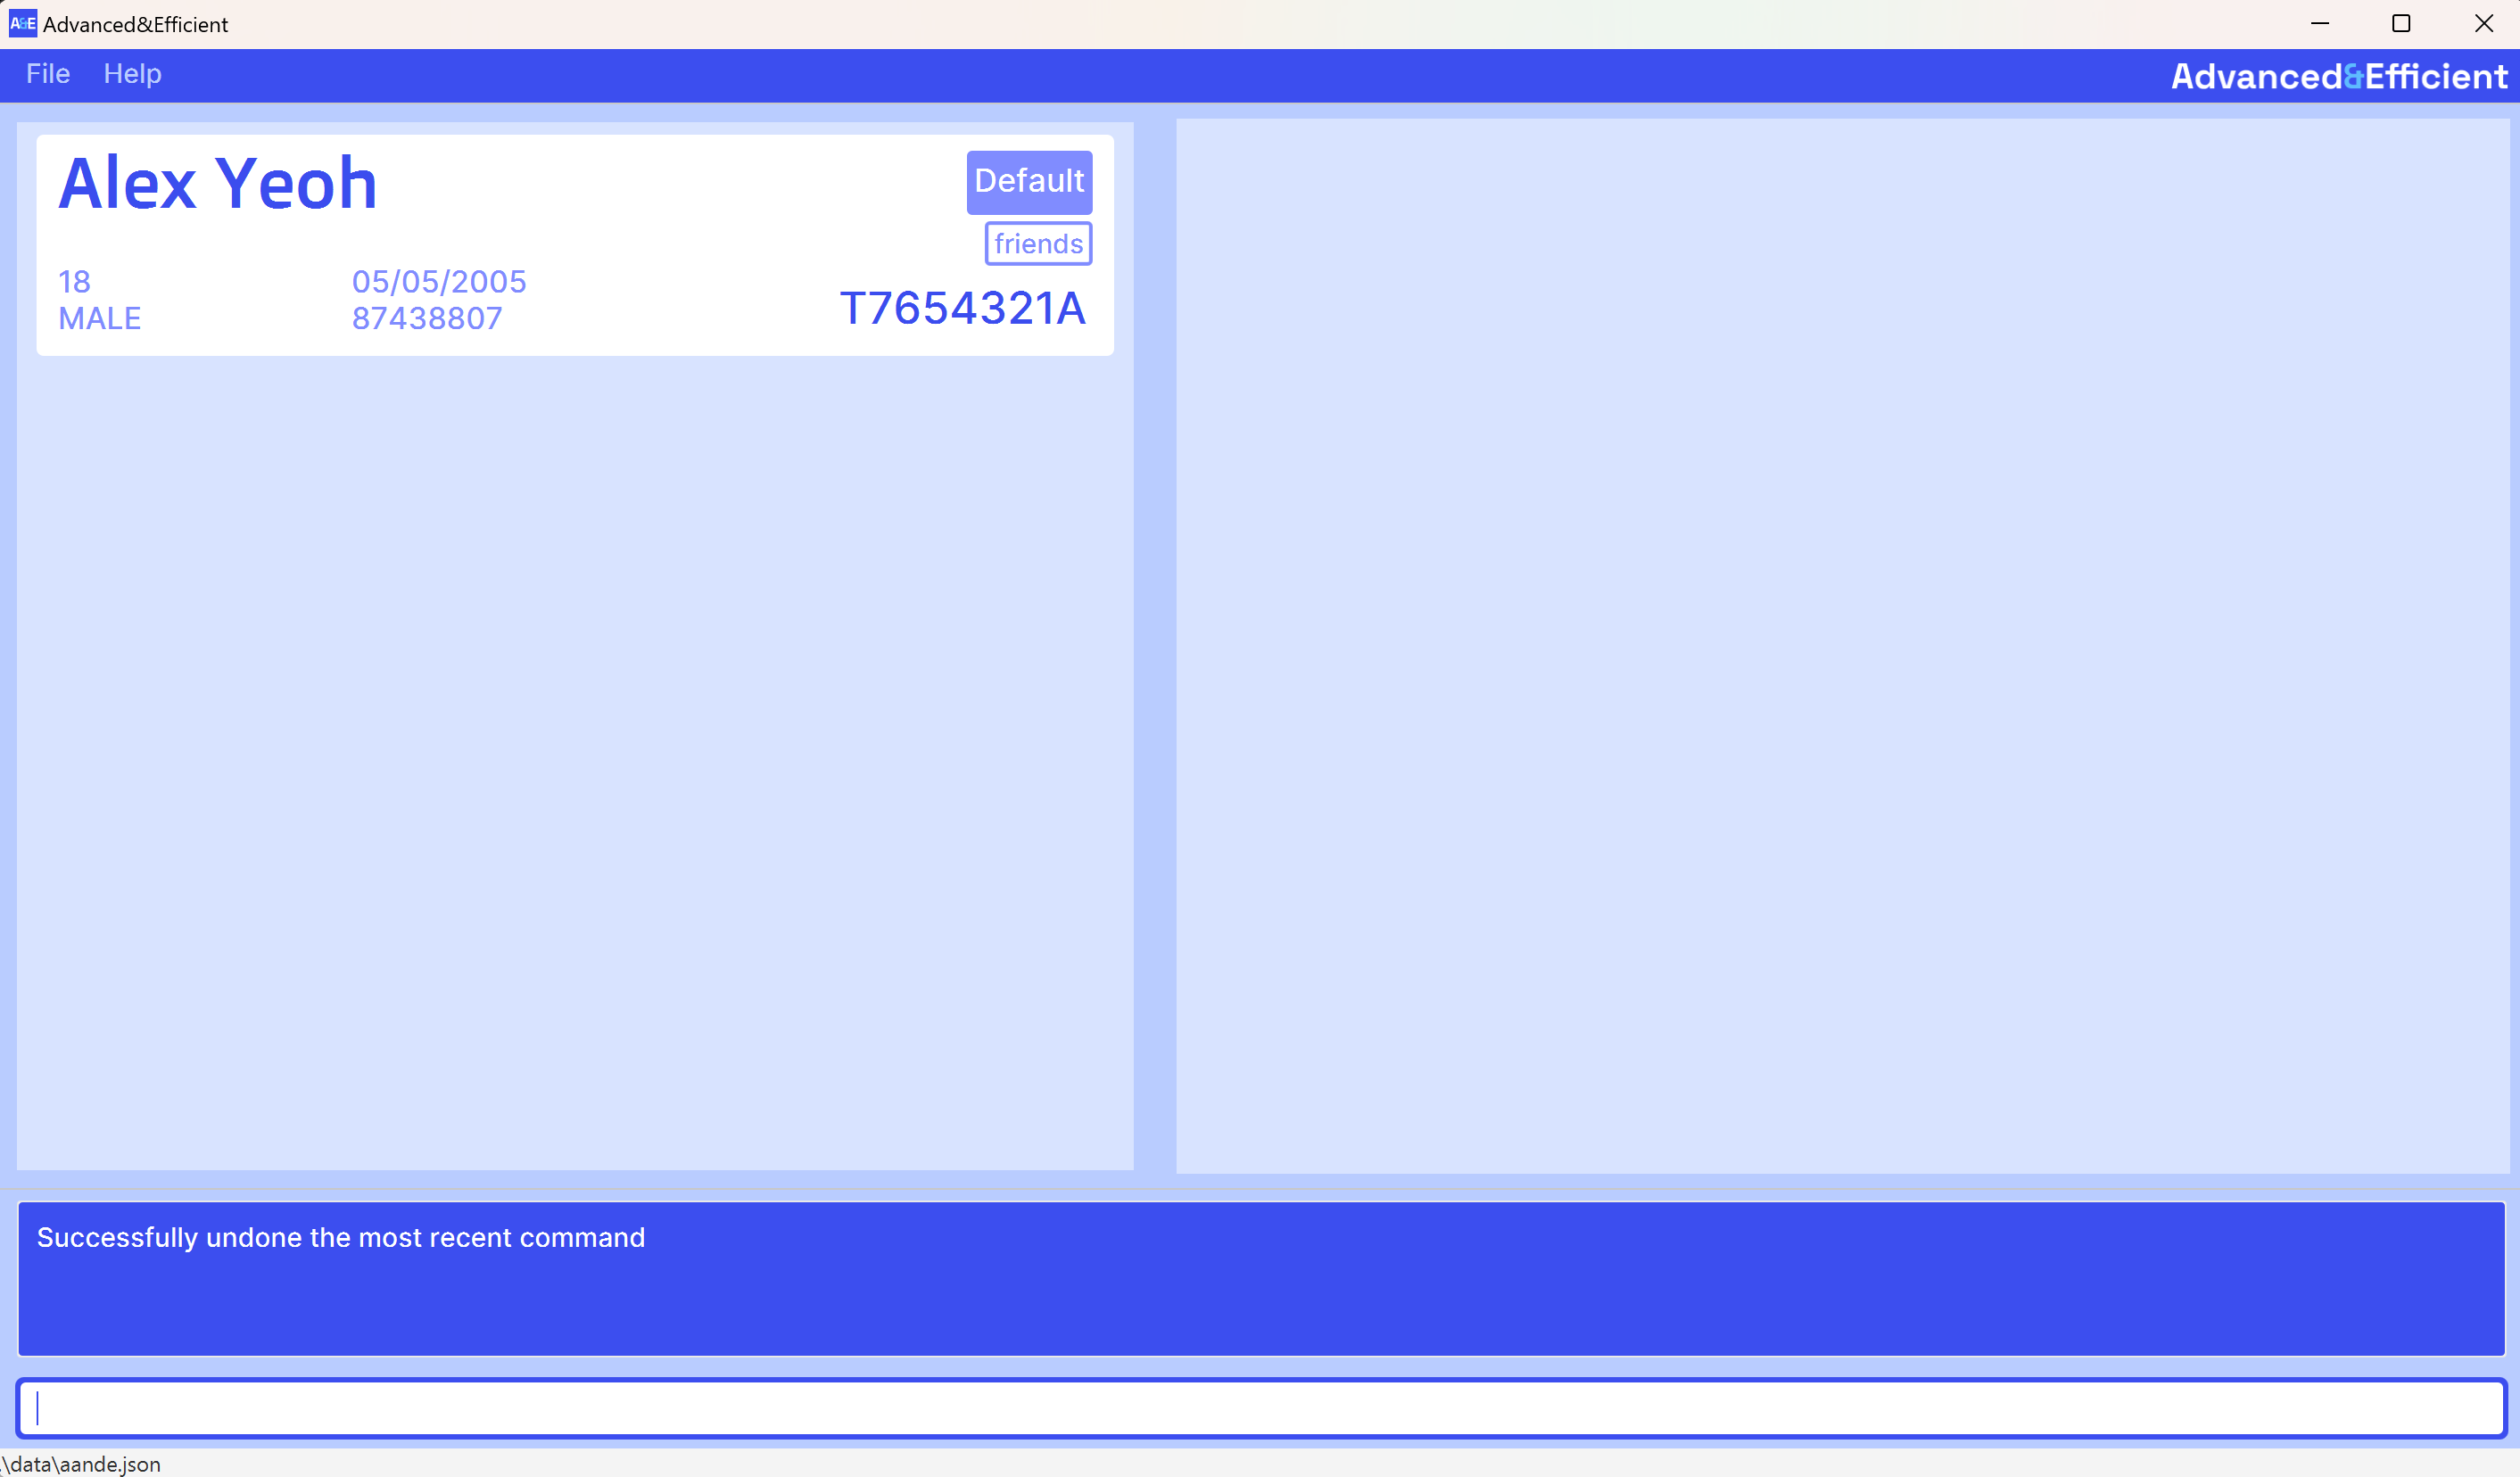 A&E Advanced&Efficient
File Help Advanced&Efficient
Alex Yeoh
Default
friends
18 05/05/2005
MALE 87438807
T7654321A
Successfully undone the most recent command
.\data\aande.json